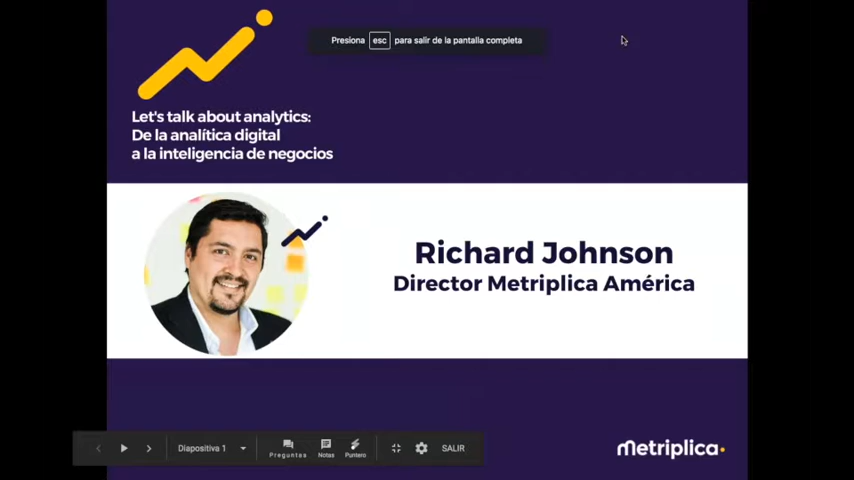 Presiona esc para salir de la pantalla completa
Let's talk about analytics:
De la analítica digital
a la inteligencia de negocios
Richard Johnson
Director Metriplica América
Diapositiva 1
Preguntas
Notas
Puntero
SALIR
metriplica